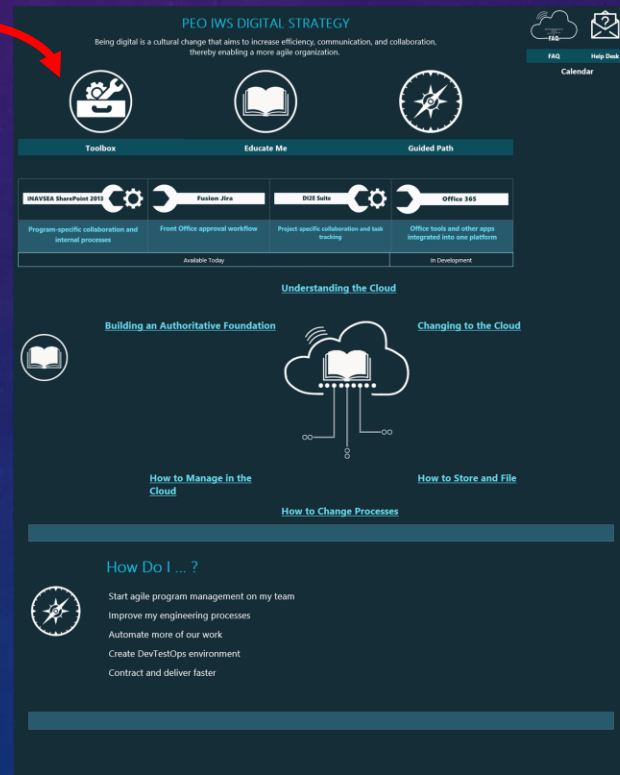 PEO IWS DIGITAL STRATEGY
Being digital is a cultural change that aims to increase efficiency, communication, and collaboration,
thereby enabling a more agile organization.
FAQ
FAQ
Help Desk
Calendar
Toolbox
Educate Me
Guided Path
INAVSEA SharePoint 2013
Fusion Jira
DI2E Suite
Office 365
Program-specific collaboration and
internal processes
Front Office approval workflow
Project specific collaboration and task
tracking
Office tools and other apps
integrated into one platform
Available Today
In Development
Understanding the Cloud
Building an Authoritative Foundation
Changing to the Cloud
How to Manage in the
Cloud
How to Store and File
How to Change Processes
How Do I ... ?
Start agile program management on my team
Improve my engineering processes
Automate more of our work
Create DevTestOps environment
Contract and deliver faster